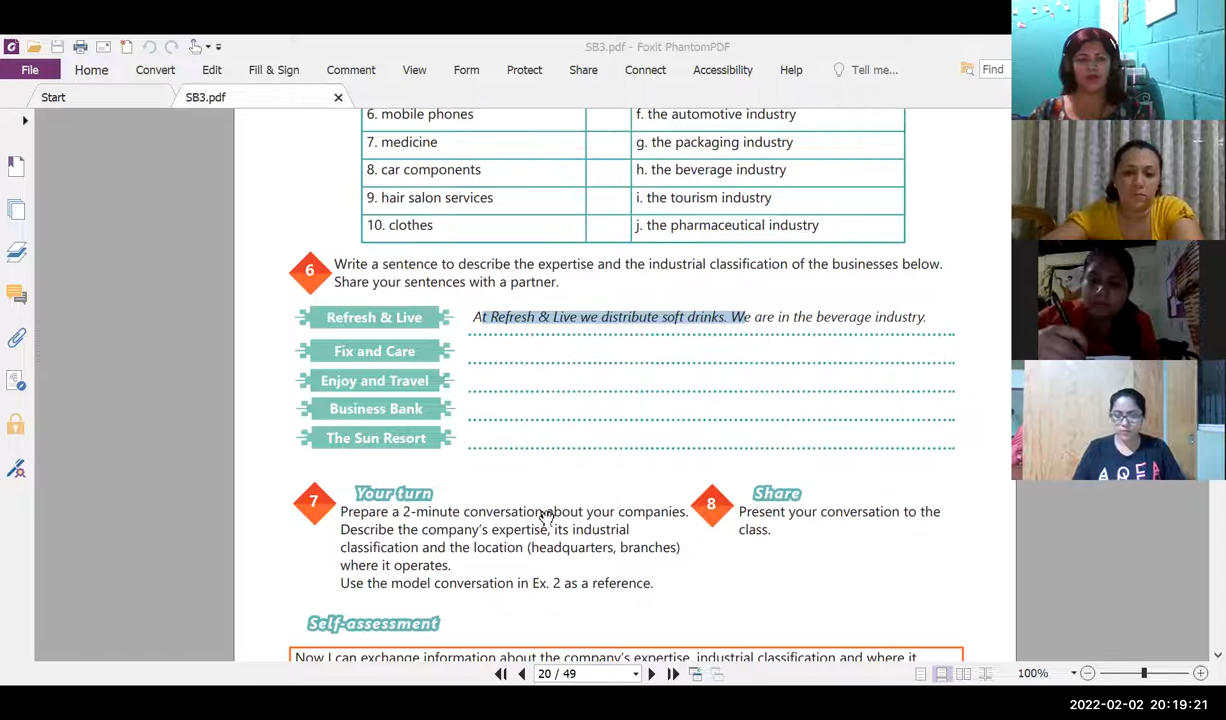 SB3.pdf - Foxit PhantomPDF
File Home Convert Edit Fill & Sign Comment View Form Protect Share Connect Accessibility Help Tell me... Find
Start SB3.pdf
6. mobile phones f. the automotive industry
7. medicine g. the packaging industry
8. car components h. the beverage industry
9. hair salon services i. the tourism industry
10. clothes j. the pharmaceutical industry
6 Write a sentence to describe the expertise and the industrial classification of the businesses below.
Share your sentences with a partner.
Refresh & Live At Refresh & Live we distribute soft drinks. We are in the beverage industry.
Fix and Care
Enjoy and Travel
Business Bank
The Sun Resort
7 Your turn
Prepare a 2-minute conversation about your companies.
Describe the company's expertise, its industrial
classification and the location (headquarters, branches)
where it operates.
Use the model conversation in Ex. 2 as a reference.
8 Share
Present your conversation to the
class.
Self-assessment
Now I can exchange information about the company's expertise, industrial classification and where it
20 / 49 100%
2022-02-02 20:19:21